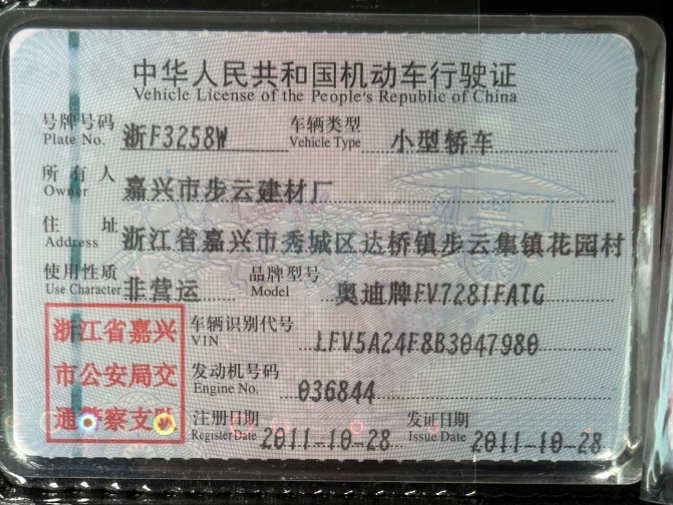 中华人民共和国机动车行驶证
Vehicle License of the People's Republic of China
号牌号码 浙F3258W 车辆类型 小型轿车
Plate No. Vehicle Type
所有人 嘉兴市步云建材厂
Owner
住址 浙江省嘉兴市秀城区达桥镇步云集镇花园村
Address
使用性质 非营运 品牌型号 奥迪牌FV7281FATG
Use Character Model
浙江省嘉兴
市公安局交
通警察支队
车辆识别代号 LFV5A24F8B3047980
VIN
发动机号码 036844
Engine No.
注册日期 2011-10-28 发证日期 2011-10-28
Register Date Issue Date